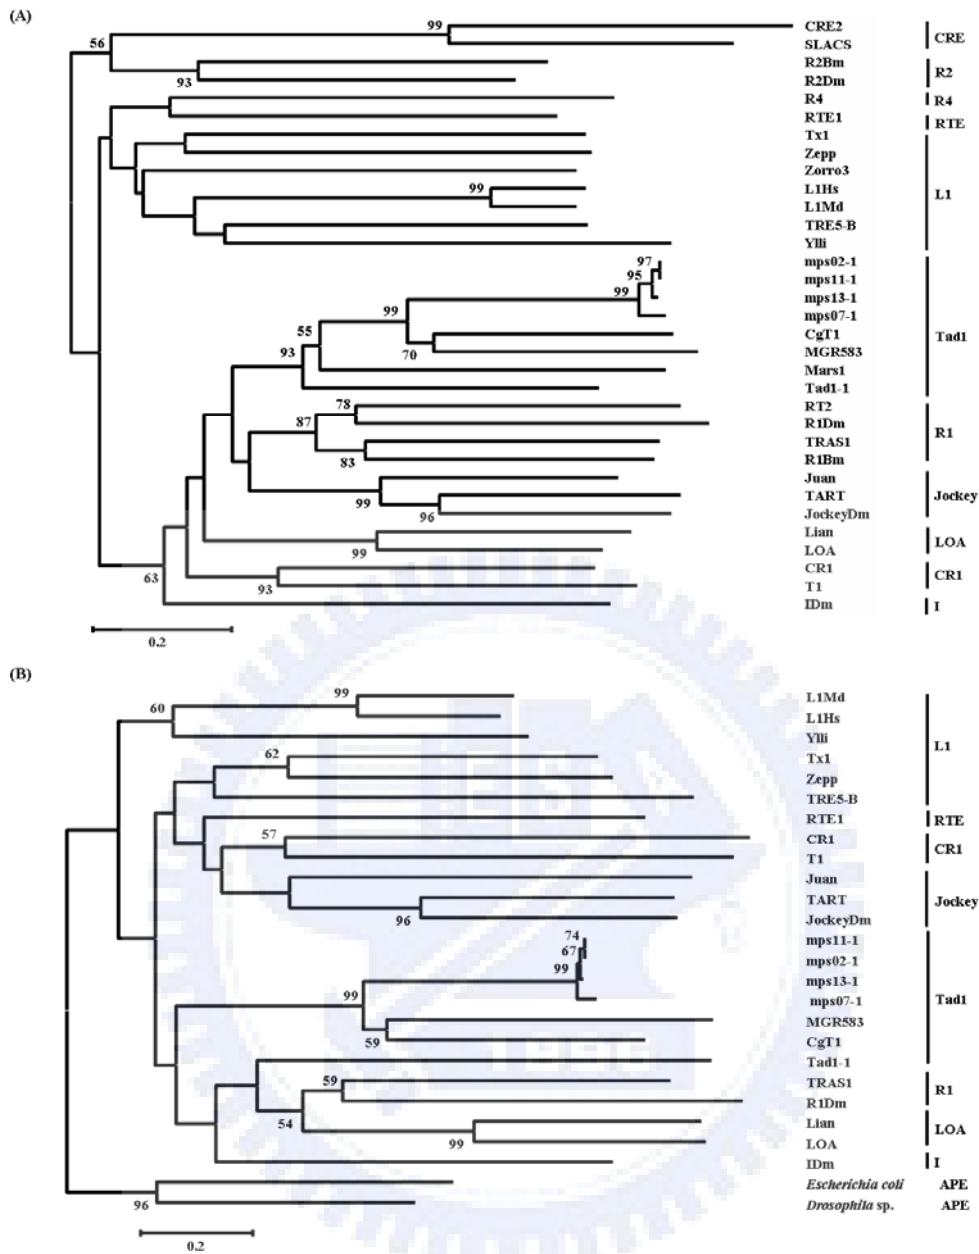 (A)
99 CRE2
SLACS
CRE
56
R2Bm
93 R2Dm
R2
R4 R4
RTE1 RTE
Tx1
Zepp
Zorro3
99 L1Hs
L1Md
L1
TRE5-B
Ylli
97 mps02-1
95 mps11-1
99 mps13-1
mps07-1
99
55 CgT1
Tad1
93 70 MGR583
Mars1
Tad1-1
78 RT2
87 R1Dm
TRAS1
R1
83 R1Bm
Juan
99 TART
Jockey
96 JockeyDm
Lian
99 LOA
LOA
CR1
CR1
63 93 T1
IDm I
0.2
(B)
99 L1Md
60 L1Hs
Ylli
L1
62 Tx1
Zepp
TRE5-B
RTE1 RTE
57 CR1
CR1
T1
Juan
TART
Jockey
96 JockeyDm
74 mps11-1
67 mps02-1
99 mps13-1
99 mps07-1
Tad1
MGR583
59 CgT1
Tad1-1
59 TRAS1
R1
R1Dm
54 Lian
LOA
99 LOA
IDm I
Escherichia coli APE
96 Drosophila sp. APE
0.2
E S A
1896